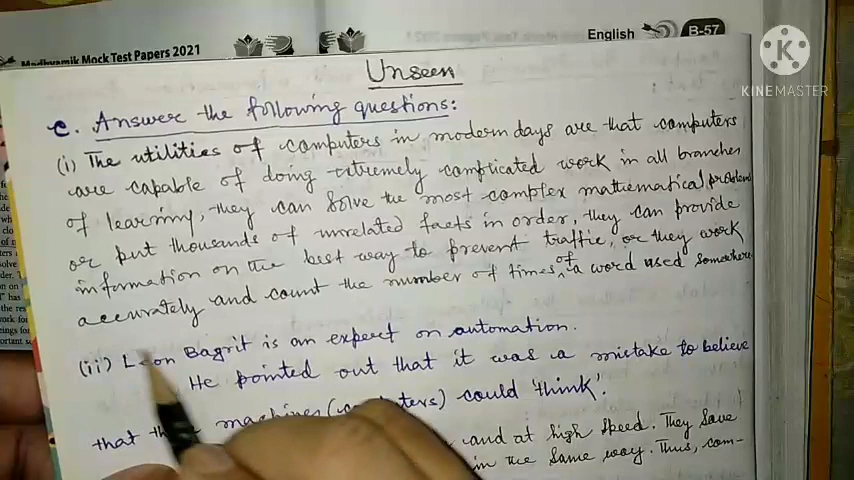 Madhyamik Mock Test Papers 2021
English
B-57
KINEMASTER
Unseen
C. Answer the following questions:
(i) The utilities of computers in modern days are that computers
are capable of doing extremely complicated work in all branches
of learning, they can solve the most complex mathematical problems
or put thousands of unrelated facts in order, they can provide
information on the best way to prevent traffic, or they work
accurately and count the number of times of a word used somewhere
(ii) Leon Bagrit is an expert on automation.
He pointed out that it was a mistake to believe
that machines could 'think'.
and at high speed. They save
in the same way. Thus, com-